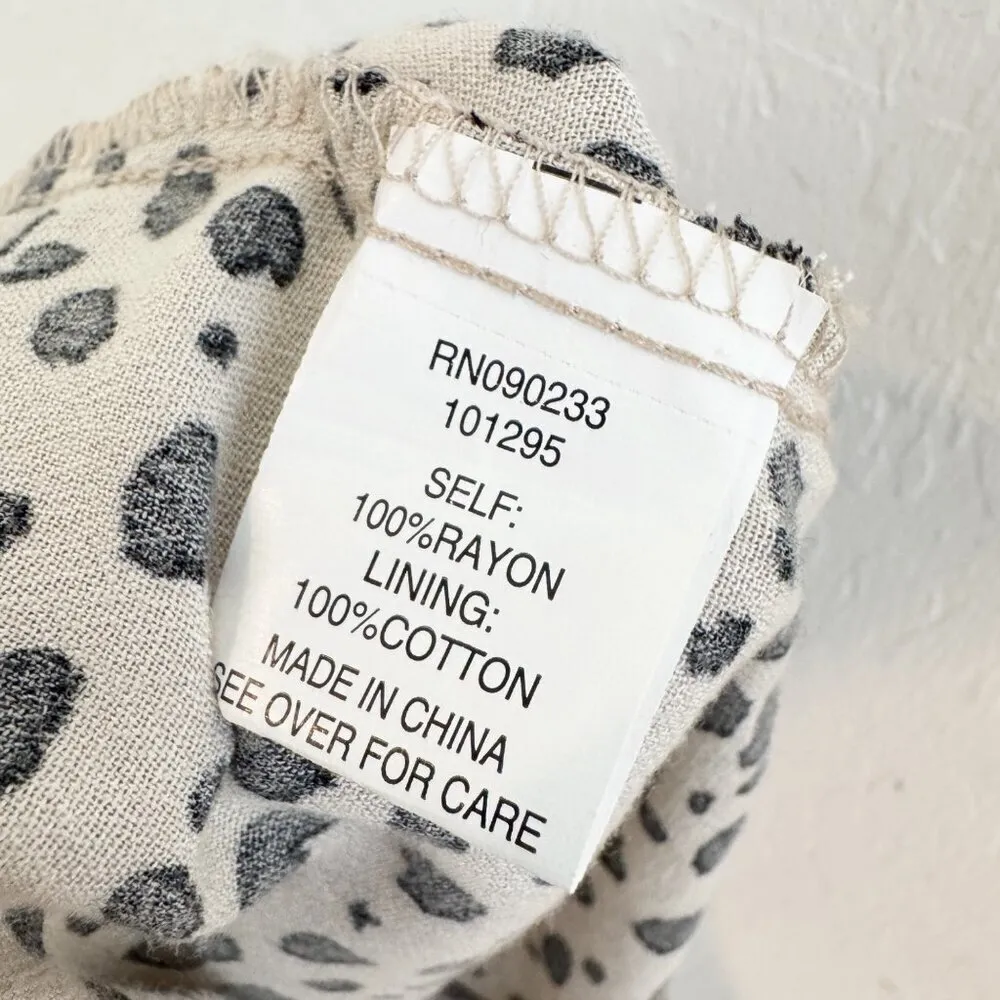 RN090233
101295
SELF:
100%RAYON
LINING:
100%COTTON
MADE IN CHINA
SEE OVER FOR CARE